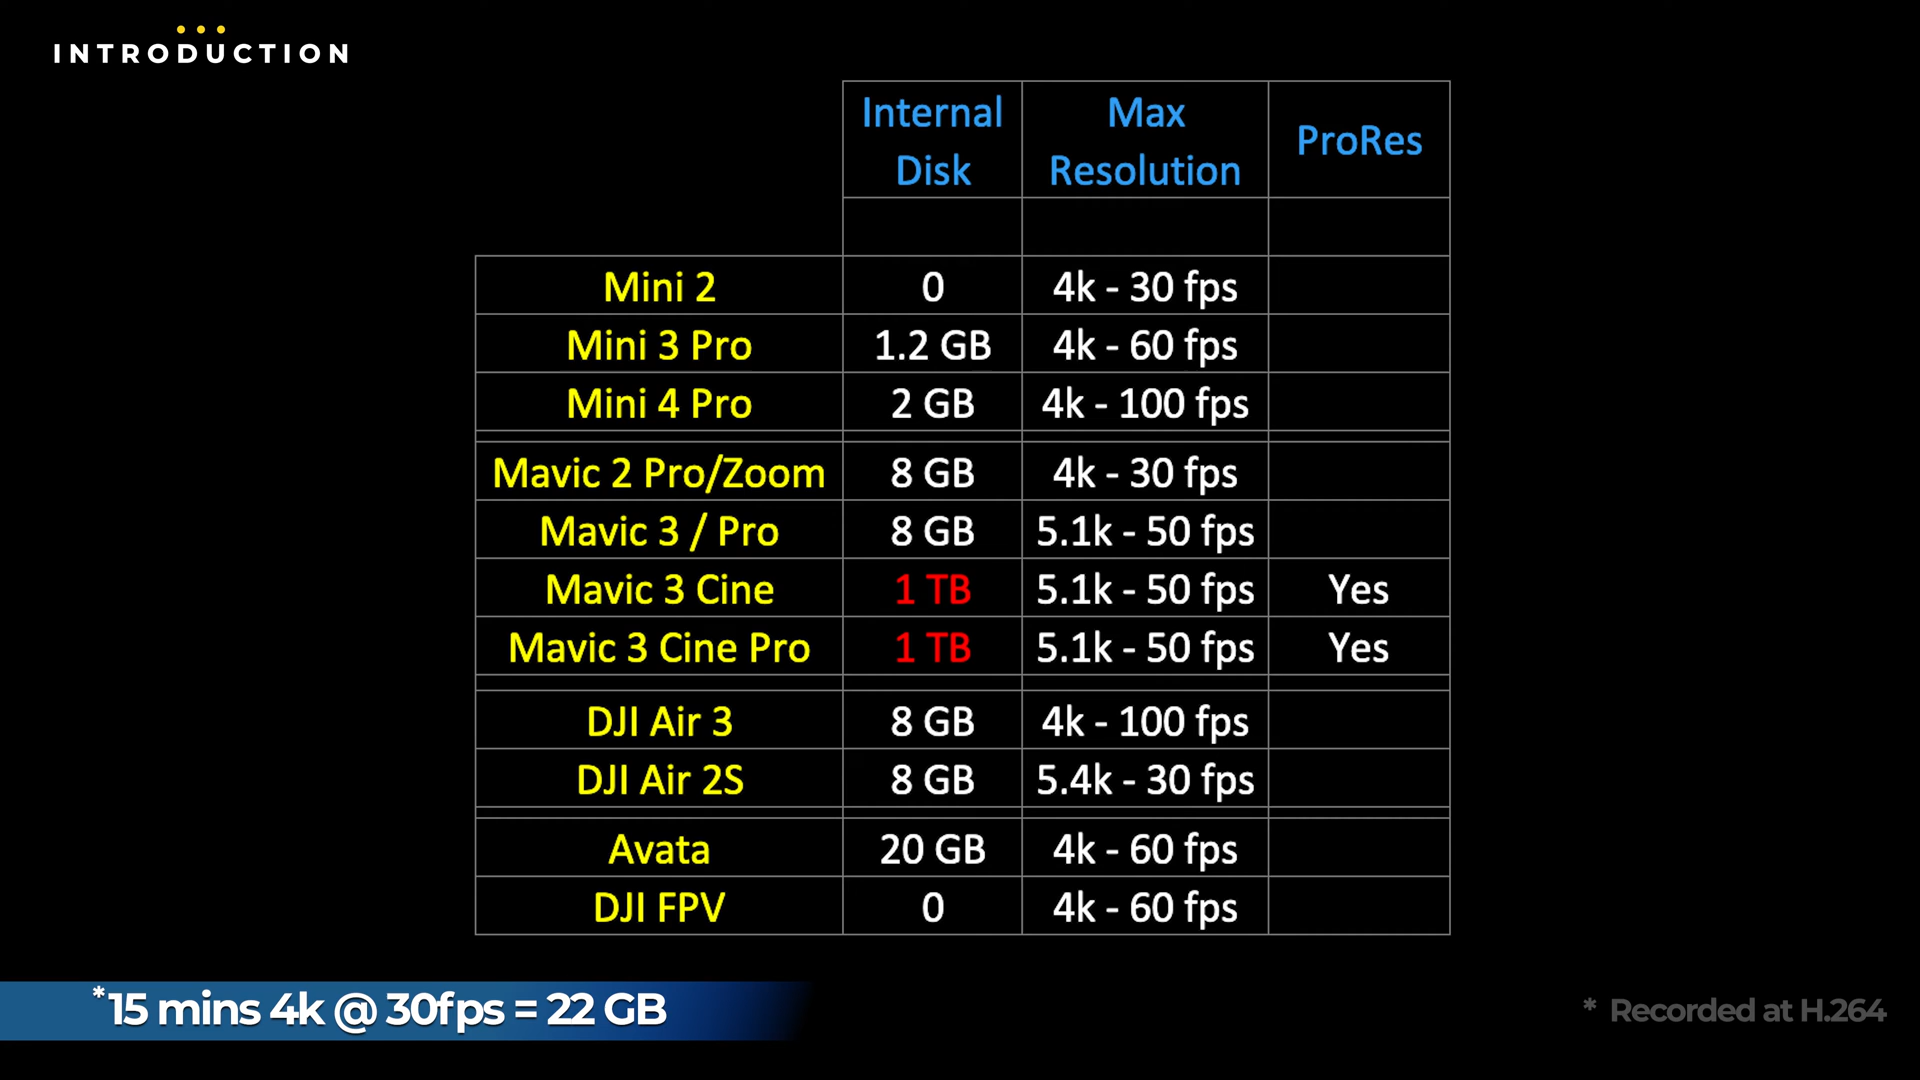 INTRODUCTION
Internal Disk Max Resolution ProRes
Mini 2 0 4k - 30 fps
Mini 3 Pro 1.2 GB 4k - 60 fps
Mini 4 Pro 2 GB 4k - 100 fps
Mavic 2 Pro/Zoom 8 GB 4k - 30 fps
Mavic 3 / Pro 8 GB 5.1k - 50 fps
Mavic 3 Cine 1 TB 5.1k - 50 fps Yes
Mavic 3 Cine Pro 1 TB 5.1k - 50 fps Yes
DJI Air 3 8 GB 4k - 100 fps
DJI Air 2S 8 GB 5.4k - 30 fps
Avata 20 GB 4k - 60 fps
DJI FPV 0 4k - 60 fps
*15 mins 4k @ 30fps = 22 GB
* Recorded at H.264